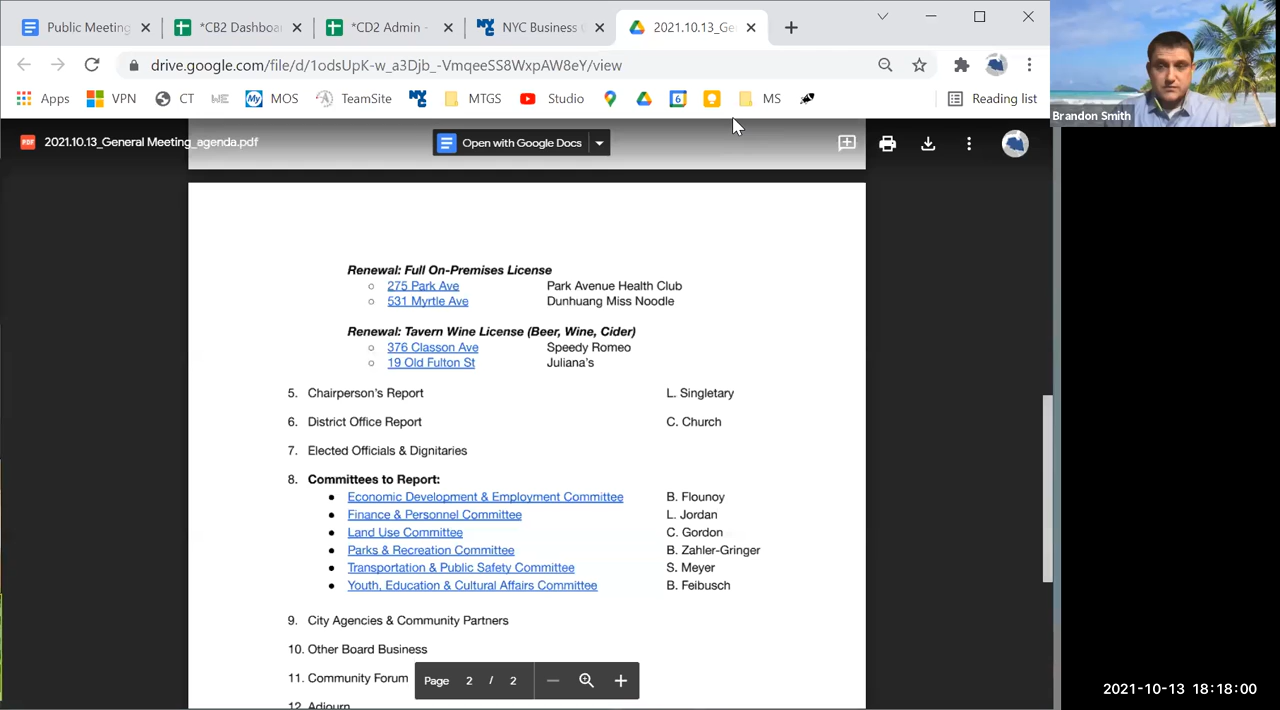 Public Meeting
*CB2 Dashboa
*CD2 Admin -
NYC Business
2021.10.13_Ge
drive.google.com/file/d/1odsUpK-w_a3Djb_-VmqeeSS8WxpAW8eY/view
Apps
VPN
CT
WE
MOS
TeamSite
MTGS
Studio
6
MS
Reading list
Brandon Smith
PDF
2021.10.13_General Meeting_agenda.pdf
Open with Google Docs
Renewal: Full On-Premises License
275 Park Ave Park Avenue Health Club
531 Myrtle Ave Dunhuang Miss Noodle
Renewal: Tavern Wine License (Beer, Wine, Cider)
376 Classon Ave Speedy Romeo
19 Old Fulton St Juliana's
5. Chairperson's Report L. Singletary
6. District Office Report C. Church
7. Elected Officials & Dignitaries
8. Committees to Report:
Economic Development & Employment Committee B. Flounoy
Finance & Personnel Committee L. Jordan
Land Use Committee C. Gordon
Parks & Recreation Committee B. Zahler-Gringer
Transportation & Public Safety Committee S. Meyer
Youth, Education & Cultural Affairs Committee B. Feibusch
9. City Agencies & Community Partners
10. Other Board Business
11. Community Forum
12. Adjourn
Page 2 / 2
2021-10-13 18:18:00